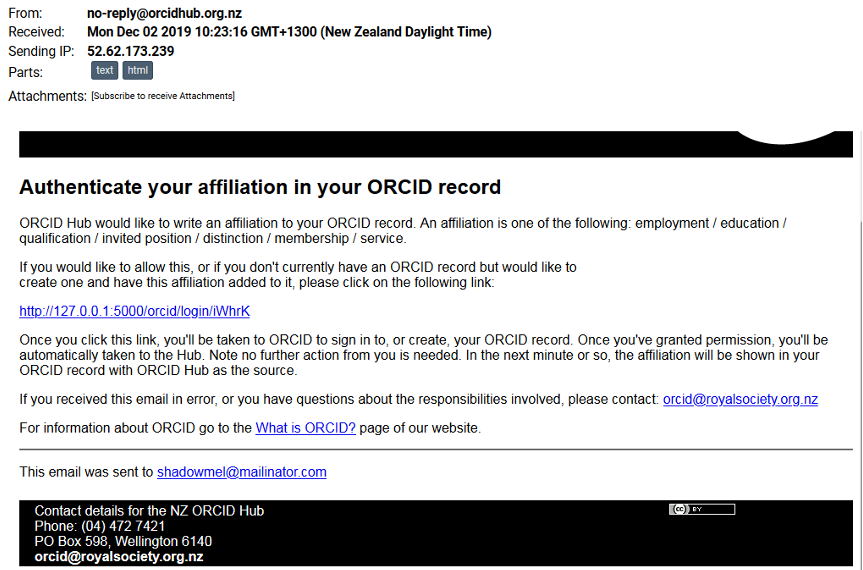 From: no-reply@orcidhub.org.nz
Received: Mon Dec 02 2019 10:23:16 GMT+1300 (New Zealand Daylight Time)
Sending IP: 52.62.173.239
Parts: text html
Attachments: [Subscribe to receive Attachments]
Authenticate your affiliation in your ORCID record
ORCID Hub would like to write an affiliation to your ORCID record. An affiliation is one of the following: employment / education /
qualification / invited position / distinction / membership / service.
If you would like to allow this, or if you don't currently have an ORCID record but would like to
create one and have this affiliation added to it, please click on the following link:
http://127.0.0.1:5000/orcid/login/iWhrK
Once you click this link, you'll be taken to ORCID to sign in to, or create, your ORCID record. Once you've granted permission, you'll be
automatically taken to the Hub. Note no further action from you is needed. In the next minute or so, the affiliation will be shown in your
ORCID record with ORCID Hub as the source.
If you received this email in error, or you have questions about the responsibilities involved, please contact: orcid@royalsociety.org.nz
For information about ORCID go to the What is ORCID? page of our website.
This email was sent to shadowmel@mailinator.com
Contact details for the NZ ORCID Hub
cc BY
Phone: (04) 472 7421
PO Box 598, Wellington 6140
orcid@royalsociety.org.nz